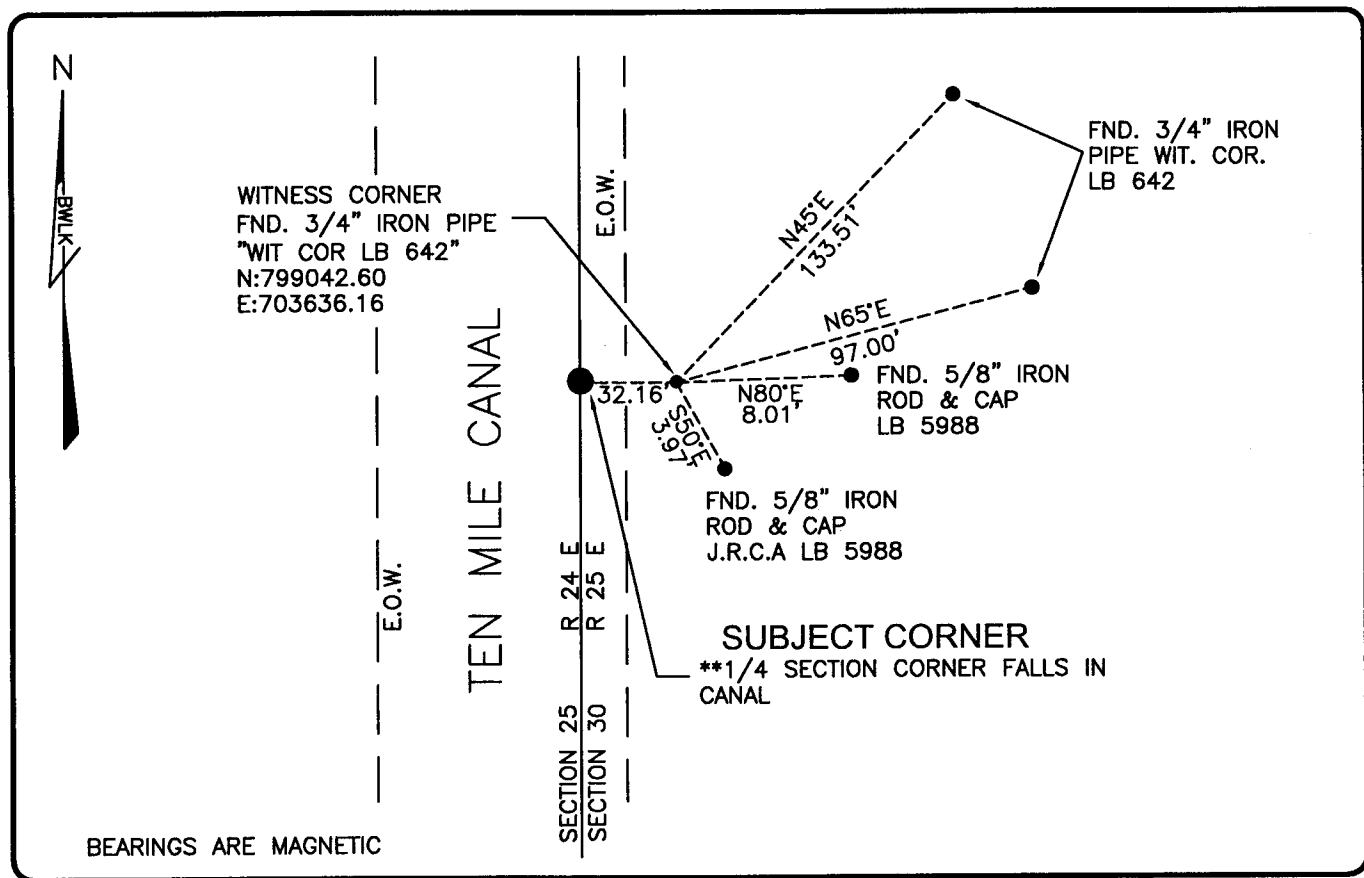 N
BWLK
WITNESS CORNER
FND. 3/4" IRON PIPE
"WIT COR LB 642"
N:799042.60
E:703636.16
E.O.W.
TEN MILE CANAL
E.O.W.
R 24 E
R 25 E
SECTION 25
SECTION 30
FND. 3/4" IRON
PIPE WIT. COR.
LB 642
N45°E
133.51'
N65°E
97.00'
32.16'
N80°E
8.01'
FND. 5/8" IRON
ROD & CAP
LB 5988
S50°E
3.97'
FND. 5/8" IRON
ROD & CAP
J.R.C.A LB 5988
SUBJECT CORNER
**1/4 SECTION CORNER FALLS IN
CANAL
BEARINGS ARE MAGNETIC